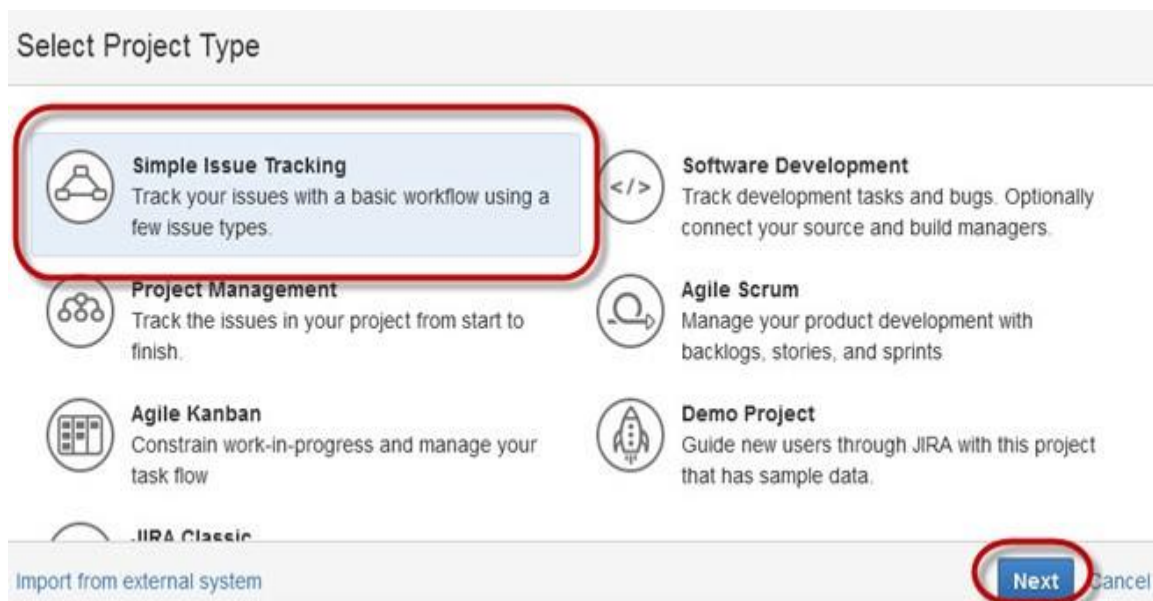 Select Project Type
Simple Issue Tracking
Track your issues with a basic workflow using a
few issue types.
</>
Software Development
Track development tasks and bugs. Optionally
connect your source and build managers.
Project Management
Track the issues in your project from start to
finish.
Agile Scrum
Manage your product development with
backlogs, stories, and sprints
Agile Kanban
Constrain work-in-progress and manage your
task flow
Demo Project
Guide new users through JIRA with this project
that has sample data.
JIRA Classic
Import from external system
Next
Cancel